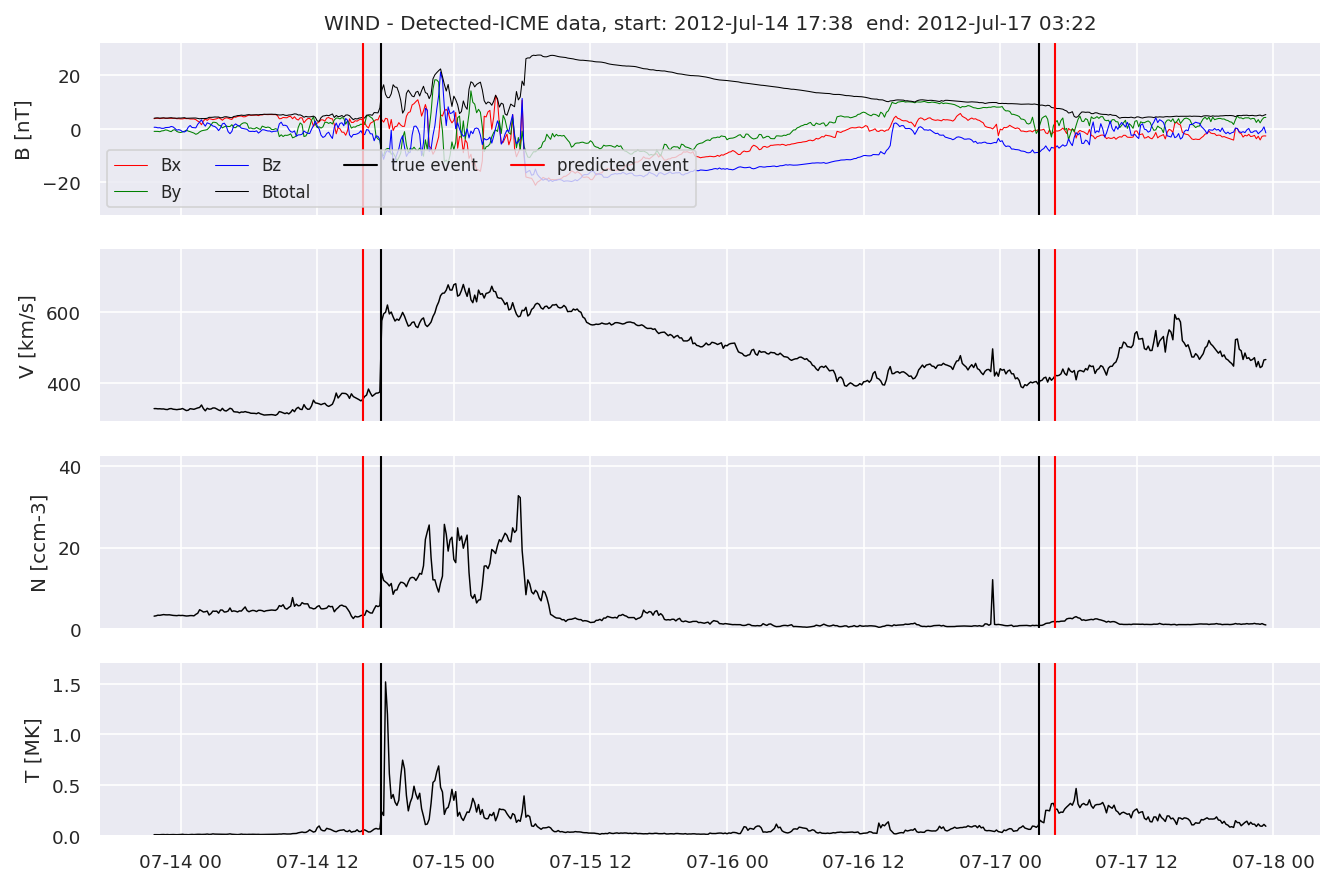 WIND - Detected-ICME data, start: 2012-Jul-14 17:38  end: 2012-Jul-17 03:22
B [nT]
20
0
−20
Bx Bz true event predicted event
By Btotal
V [km/s]
600
400
N [ccm-3]
40
20
0
T [MK]
1.5
1.0
0.5
0.0
07-14 00 07-14 12 07-15 00 07-15 12 07-16 00 07-16 12 07-17 00 07-17 12 07-18 00